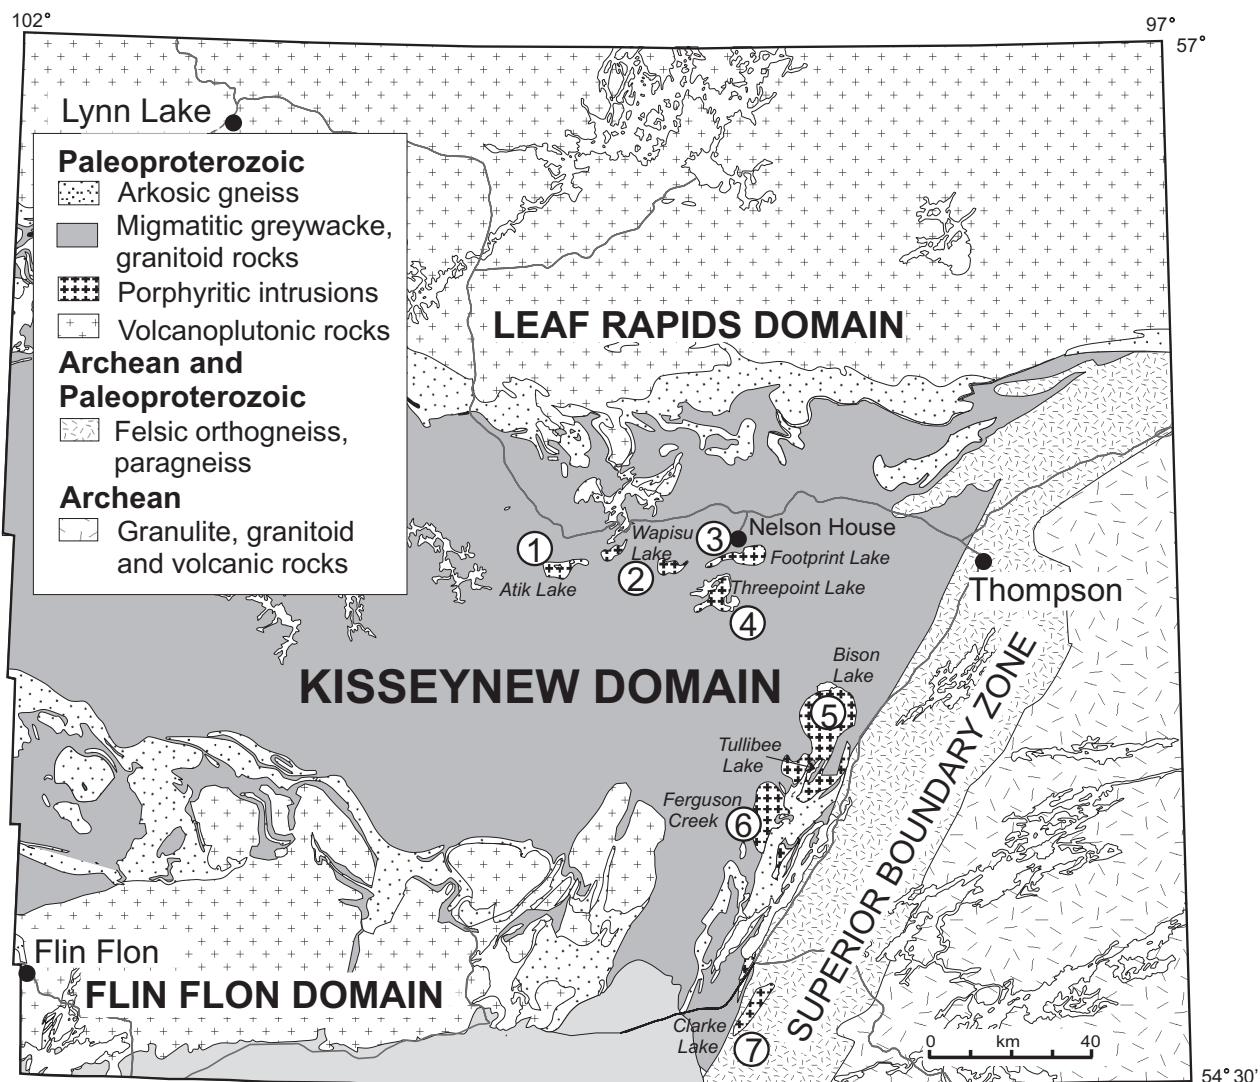 102°
97°
57°
Lynn Lake
Paleoproterozoic
Arkosic gneiss
Migmatitic greywacke,
granitoid rocks
Porphyritic intrusions
Volcanoplutonic rocks
Archean and
Paleoproterozoic
Felsic orthogneiss,
paragneiss
Archean
Granulite, granitoid
and volcanic rocks
LEAF RAPIDS DOMAIN
1
Atik Lake
Wapisu
Lake
2
3
Nelson House
Footprint Lake
Threepoint Lake
4
Thompson
KISSEYNEW DOMAIN
Bison
Lake
5
Tullibee
Lake
Ferguson
Creek
6
SUPERIOR BOUNDARY ZONE
Flin Flon
FLIN FLON DOMAIN
Clarke
Lake
7
0 km 40
54°30'